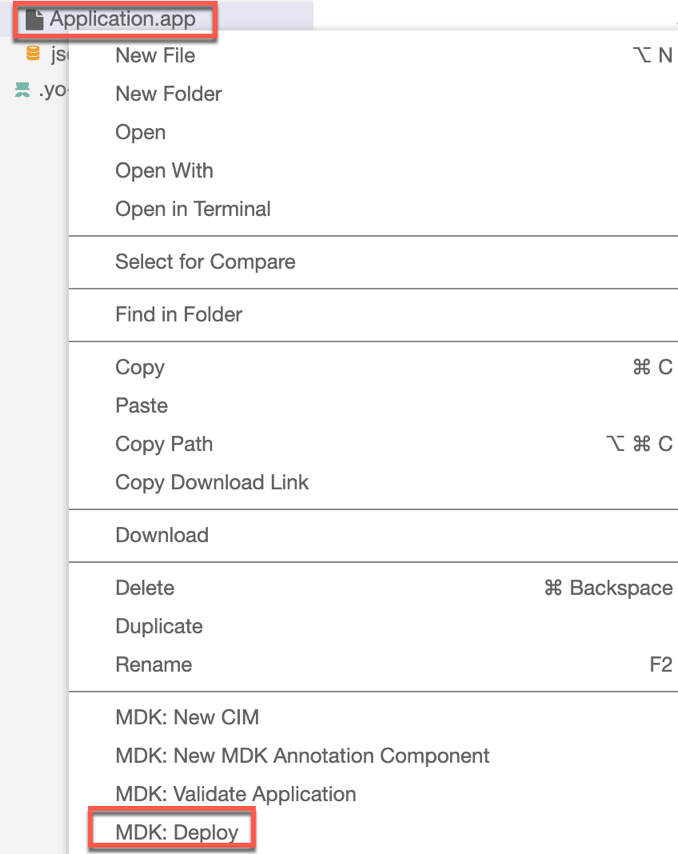 Application.app
js
.yo
New File ⌥ N
New Folder
Open
Open With
Open in Terminal
Select for Compare
Find in Folder
Copy ⌘ C
Paste
Copy Path ⌥ ⌘ C
Copy Download Link
Download
Delete ⌘ Backspace
Duplicate
Rename F2
MDK: New CIM
MDK: New MDK Annotation Component
MDK: Validate Application
MDK: Deploy